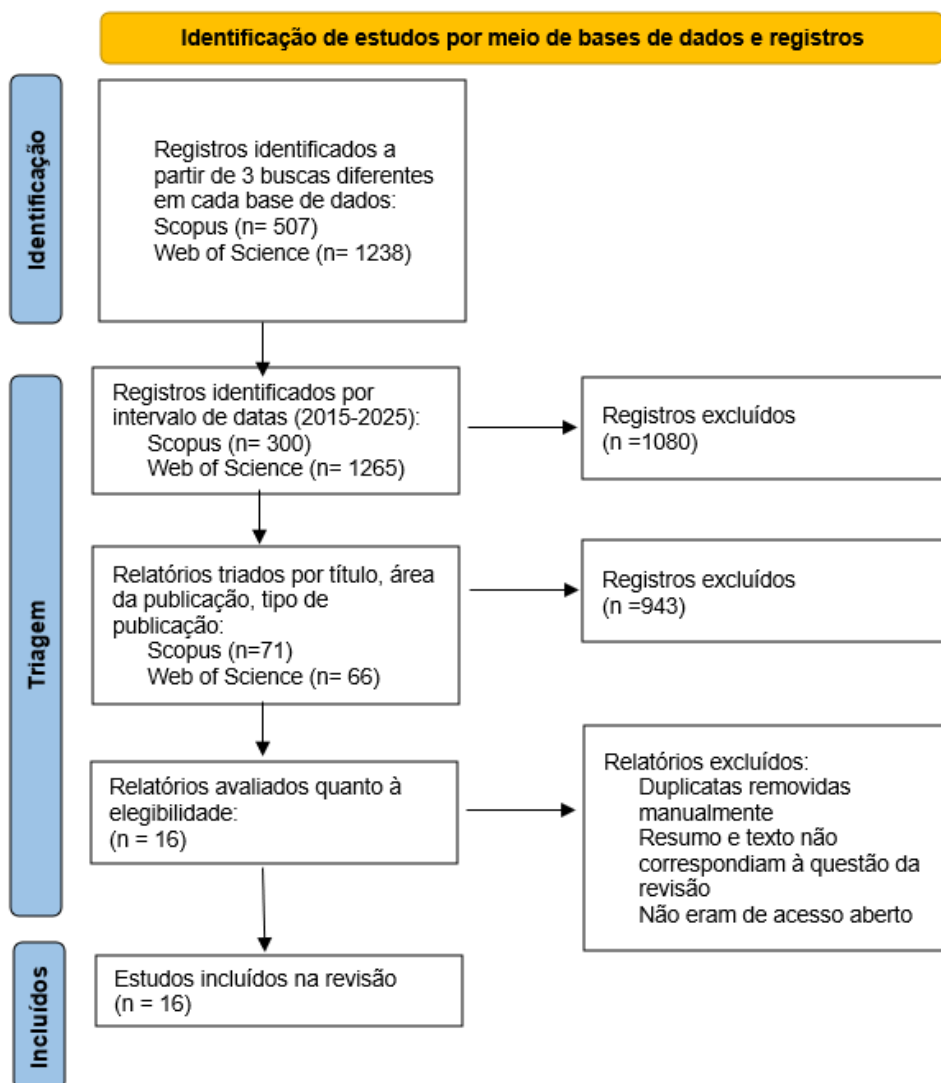 Identificação de estudos por meio de bases de dados e registros
Identificação
Registros identificados a
partir de 3 buscas diferentes
em cada base de dados:
Scopus (n= 507)
Web of Science (n= 1238)
Triagem
Registros identificados por
intervalo de datas (2015-2025):
Scopus (n= 300)
Web of Science (n= 1265)
Registros excluídos
(n =1080)
Relatórios triados por título, área
da publicação, tipo de
publicação:
Scopus (n=71)
Web of Science (n= 66)
Registros excluídos
(n =943)
Relatórios avaliados quanto à
elegibilidade:
(n = 16)
Relatórios excluídos:
Duplicatas removidas
manualmente
Resumo e texto não
correspondiam à questão da
revisão
Não eram de acesso aberto
Incluídos
Estudos incluídos na revisão
(n = 16)